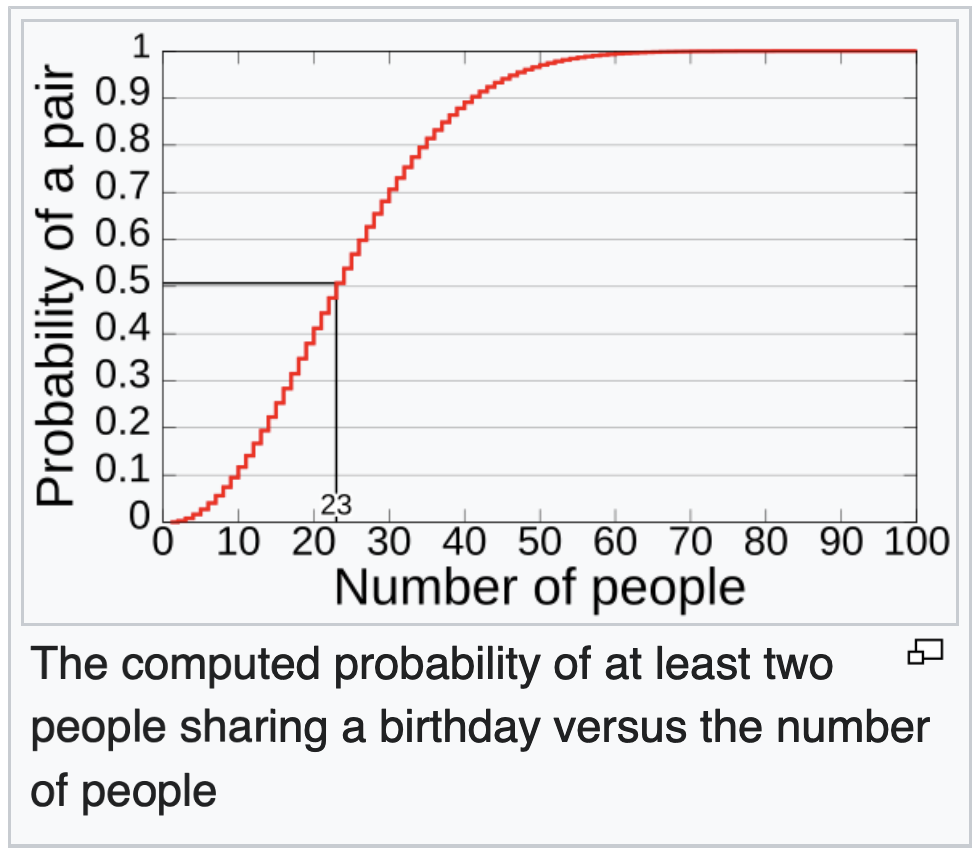 Probability of a pair
1
0.9
0.8
0.7
0.6
0.5
0.4
0.3
0.2
0.1
0
23
0 10 20 30 40 50 60 70 80 90 100
Number of people
The computed probability of at least two
people sharing a birthday versus the number
of people